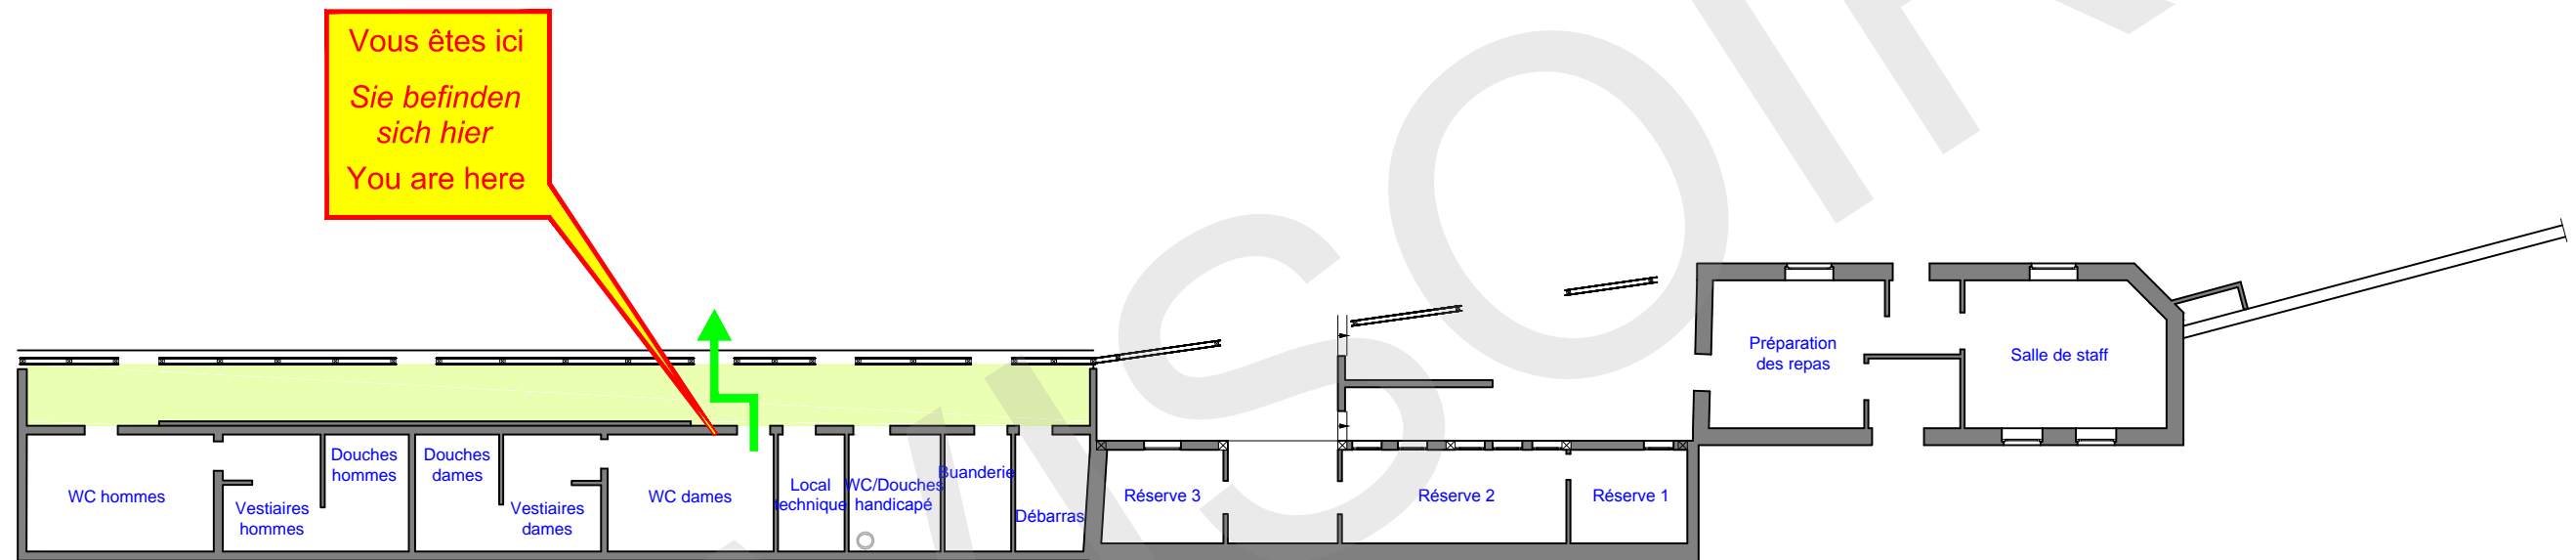 Vous êtes ici
Sie befinden
sich hier
You are here
Préparation
des repas
Salle de staff
WC hommes
Vestiaires
hommes
Douches
hommes
Douches
dames
Vestiaires
dames
WC dames
Local
technique
WC/Douches
handicapé
Buanderie
Débarras
Réserve 3
Réserve 2
Réserve 1